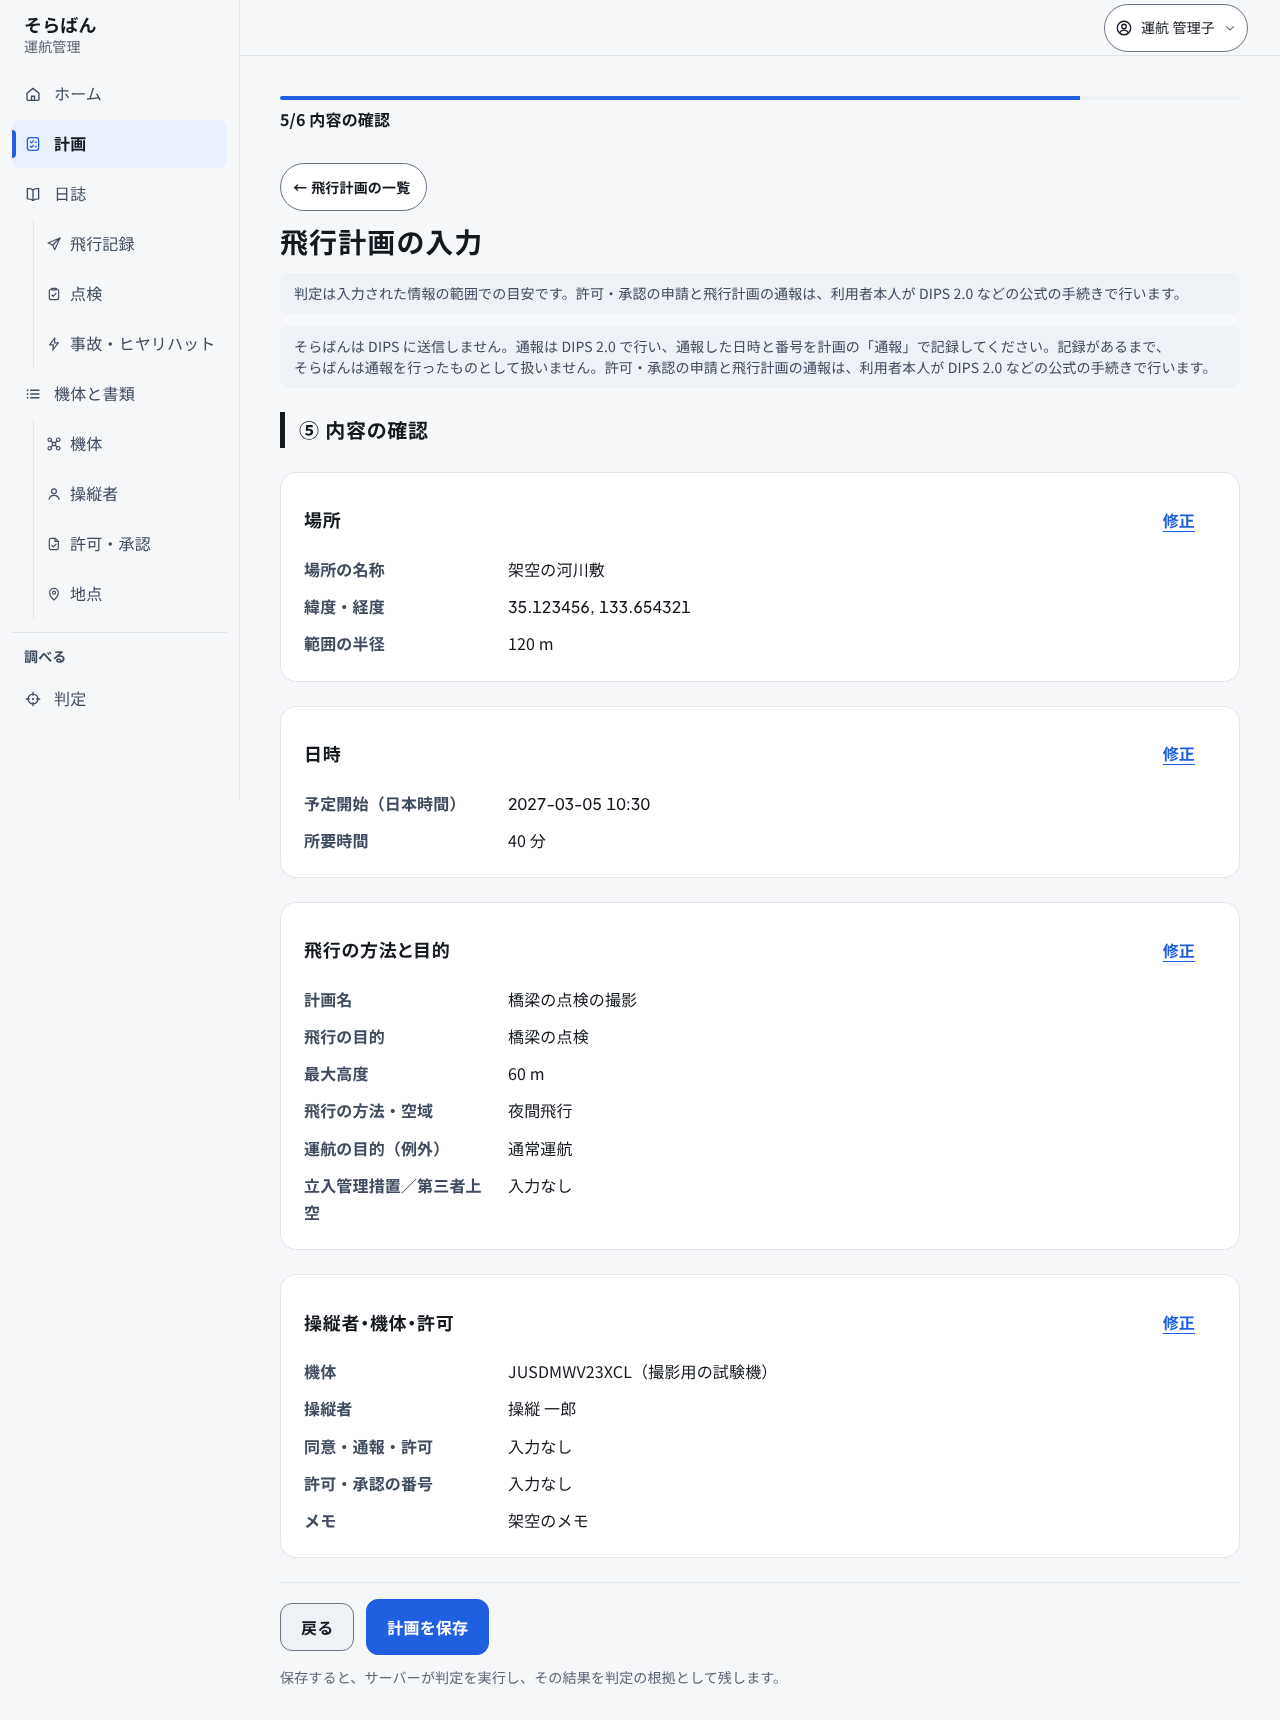 そらばん
運航管理
運航 管理子
ホーム
計画
日誌
飛行記録
点検
事故・ヒヤリハット
機体と書類
機体
操縦者
許可・承認
地点
調べる
判定
5/6 内容の確認
← 飛行計画の一覧
飛行計画の入力
判定は入力された情報の範囲での目安です。許可・承認の申請と飛行計画の通報は、利用者本人が DIPS 2.0 などの公式の手続きで行います。
そらばんは DIPS に送信しません。通報は DIPS 2.0 で行い、通報した日時と番号を計画の「通報」で記録してください。記録があるまで、
そらばんは通報を行ったものとして扱いません。許可・承認の申請と飛行計画の通報は、利用者本人が DIPS 2.0 などの公式の手続きで行います。
⑤ 内容の確認
場所 修正
場所の名称 架空の河川敷
緯度・経度 35.123456, 133.654321
範囲の半径 120 m
日時 修正
予定開始（日本時間） 2027-03-05 10:30
所要時間 40 分
飛行の方法と目的 修正
計画名 橋梁の点検の撮影
飛行の目的 橋梁の点検
最大高度 60 m
飛行の方法・空域 夜間飛行
運航の目的（例外） 通常運航
立入管理措置／第三者上 入力なし
空
操縦者・機体・許可 修正
機体 JUSDMWV23XCL（撮影用の試験機）
操縦者 操縦 一郎
同意・通報・許可 入力なし
許可・承認の番号 入力なし
メモ 架空のメモ
戻る 計画を保存
保存すると、サーバーが判定を実行し、その結果を判定の根拠として残します。